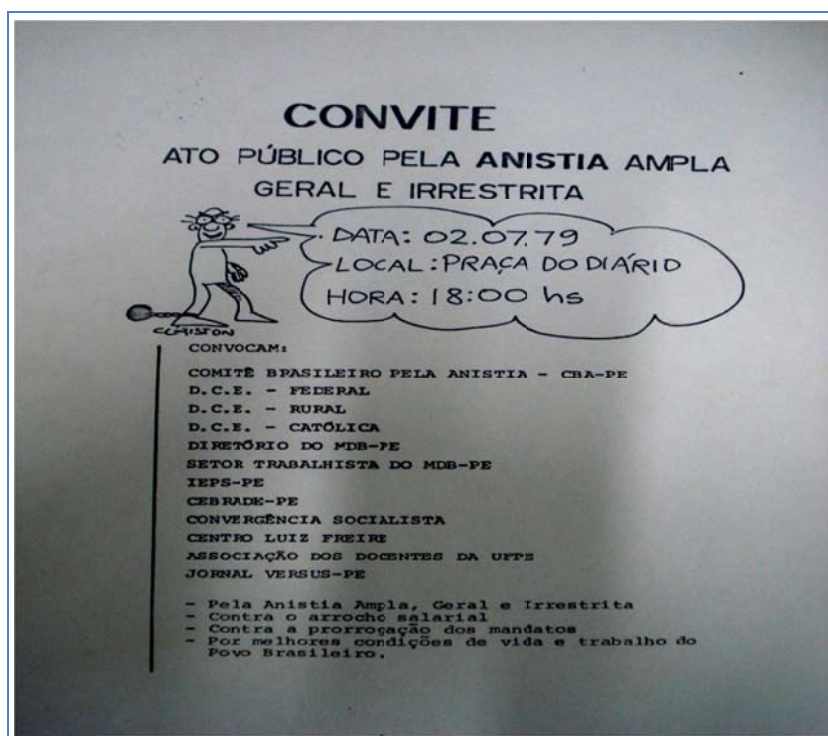 CONVITE
ATO PÚBLICO PELA ANISTIA AMPLA
GERAL E IRRESTRITA
DATA: 02.07.79
LOCAL: PRAÇA DO DIÁRIO
HORA: 18:00 hs
CLÉRISTON
CONVOCAM:
COMITÊ BRASILEIRO PELA ANISTIA - CBA-PE
D.C.E. - FEDERAL
D.C.E. - RURAL
D.C.E. - CATÓLICA
DIRETÓRIO DO MDB-PE
SETOR TRABALHISTA DO MDB-PE
IEPS-PE
CEBRADE-PE
CONVERGÊNCIA SOCIALISTA
CENTRO LUIZ FREIRE
ASSOCIAÇÃO DOS DOCENTES DA UFPE
JORNAL VERSUS-PE
- Pela Anistia Ampla, Geral e Irrestrita
- Contra o arrocho salarial
- Contra a prorrogação dos mandatos
- Por melhores condições de vida e trabalho do
Povo Brasileiro.